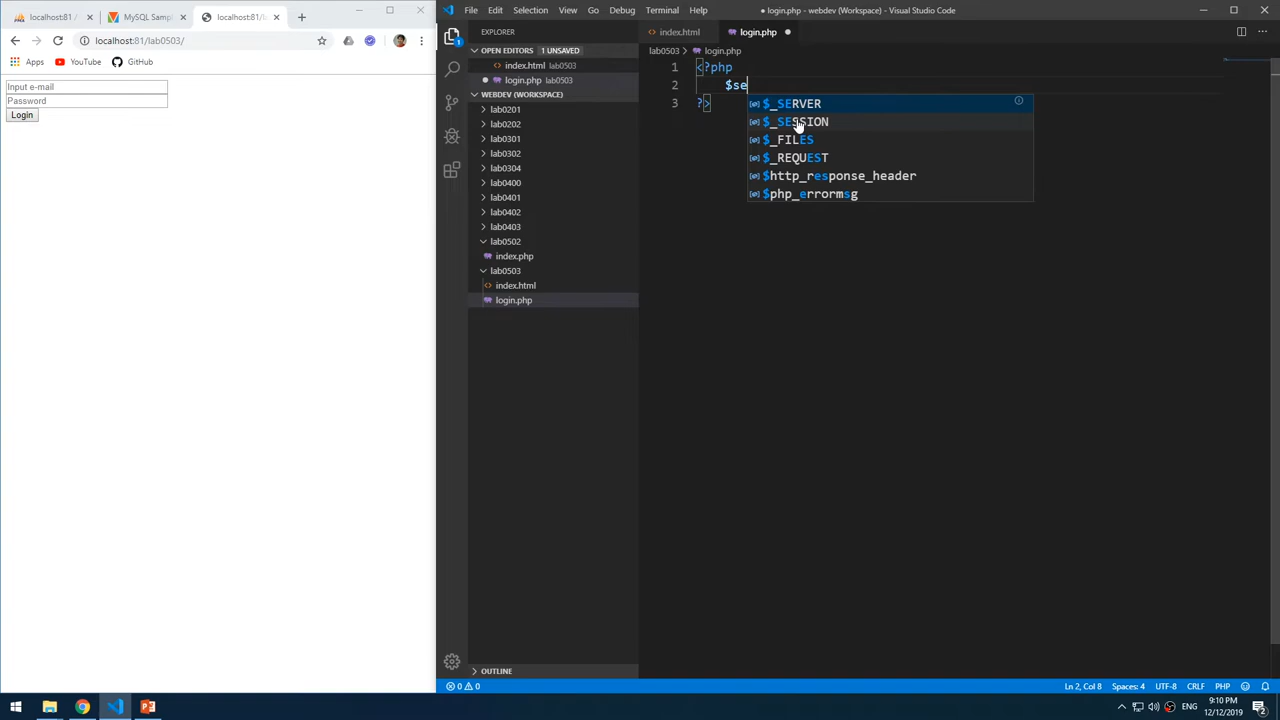 localhost:81 /
MySQL Samp
localhost:81/l
localhost:81/lab0503/
Apps
YouTube
GitHub
Input e-mail
Password
Login
File Edit Selection View Go Debug Terminal Help
● login.php - webdev (Workspace) - Visual Studio Code
EXPLORER
OPEN EDITORS 1 UNSAVED
index.html lab0503
login.php lab0503
WEBDEV (WORKSPACE)
lab0201
lab0202
lab0301
lab0302
lab0304
lab0400
lab0401
lab0402
lab0403
lab0502
index.php
lab0503
index.html
login.php
OUTLINE
index.html
login.php
lab0503 > login.php
1 <?php
2 $se
3 ?>
$_SERVER
$_SESSION
$_FILES
$_REQUEST
$http_response_header
$php_errormsg
0 0
Ln 2, Col 8 Spaces: 4 UTF-8 CRLF PHP
ENG
9:10 PM
12/12/2019
2